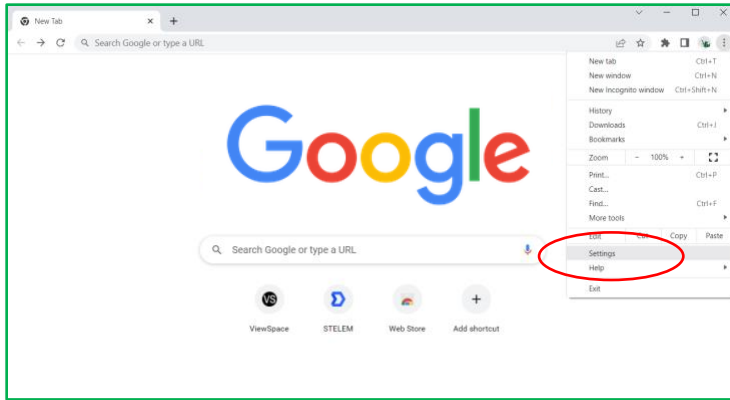 New Tab
Search Google or type a URL
New tab Ctrl+T
New window Ctrl+N
New Incognito window Ctrl+Shift+N
History
Downloads Ctrl+J
Bookmarks
Zoom - 100% +
Print... Ctrl+P
Cast...
Find... Ctrl+F
More tools
Edit Cut Copy Paste
Settings
Help
Exit
Google
Search Google or type a URL
VS
ViewSpace STELEM Web Store Add shortcut